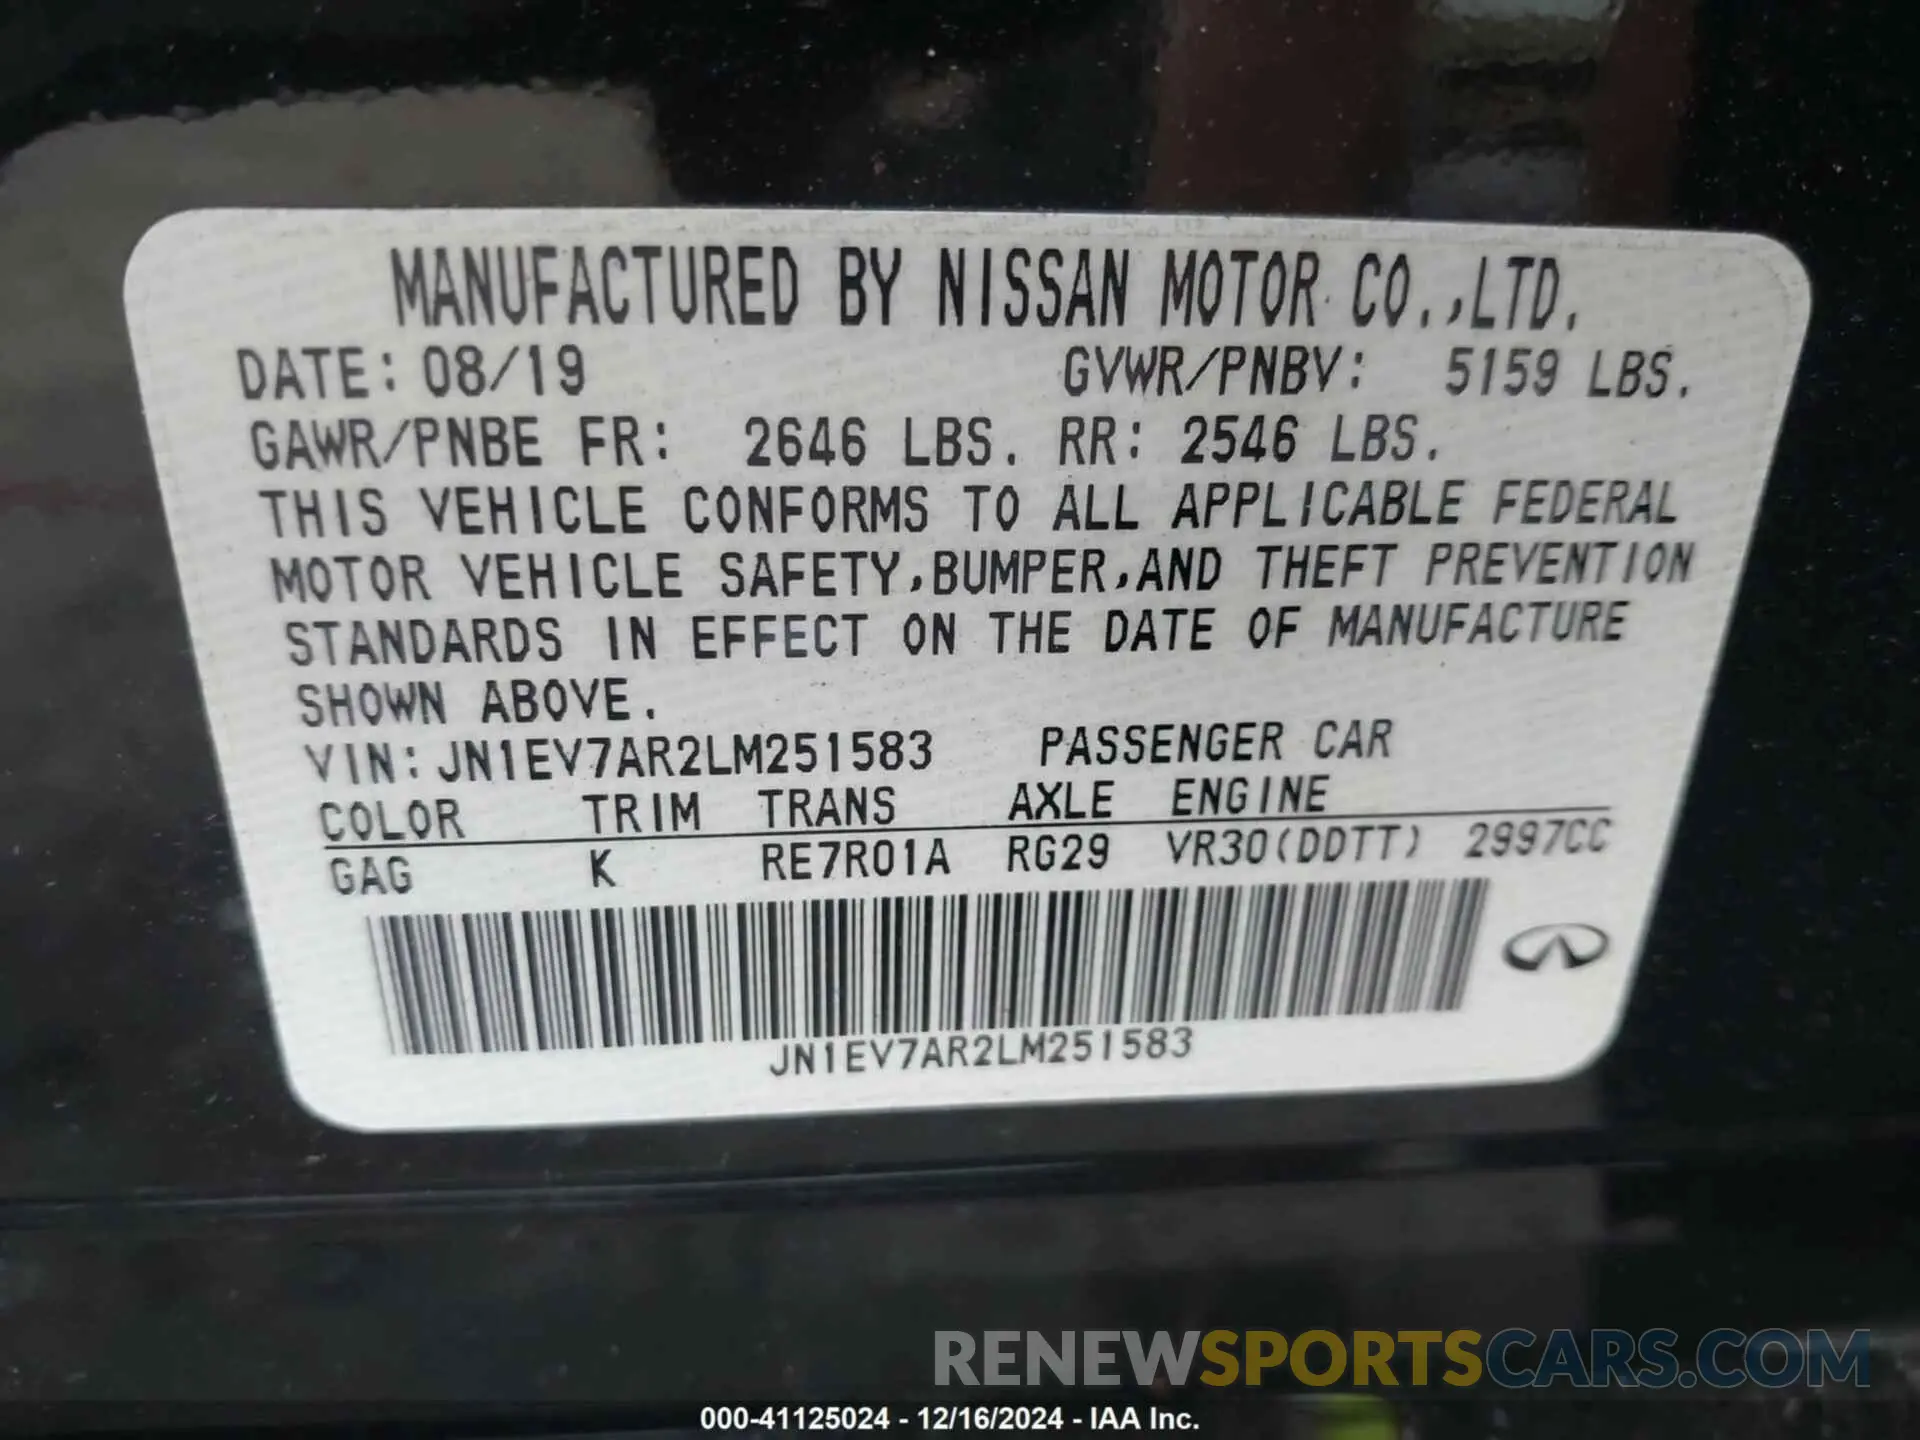 MANUFACTURED BY NISSAN MOTOR CO.,LTD.
DATE: 08/19 GVWR/PNBV: 5159 LBS.
GAWR/PNBE FR: 2646 LBS. RR: 2546 LBS.
THIS VEHICLE CONFORMS TO ALL APPLICABLE FEDERAL
MOTOR VEHICLE SAFETY,BUMPER,AND THEFT PREVENTION
STANDARDS IN EFFECT ON THE DATE OF MANUFACTURE
SHOWN ABOVE.
VIN: JN1EV7AR2LM251583 PASSENGER CAR
COLOR TRIM TRANS AXLE ENGINE
GAG K RE7R01A RG29 VR30(DDTT) 2997CC
JN1EV7AR2LM251583
RENEWSPORTSCARS.COM
000-41125024 - 12/16/2024 - IAA Inc.